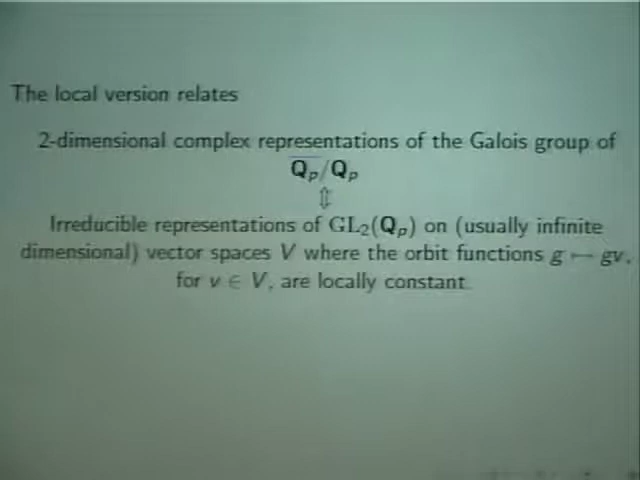 The local version relates
2-dimensional complex representations of the Galois group of
Q̅ₚ/Qₚ
⇕
Irreducible representations of GL₂(Qₚ) on (usually infinite
dimensional) vector spaces V where the orbit functions g ↦ gv,
for v ∈ V, are locally constant.